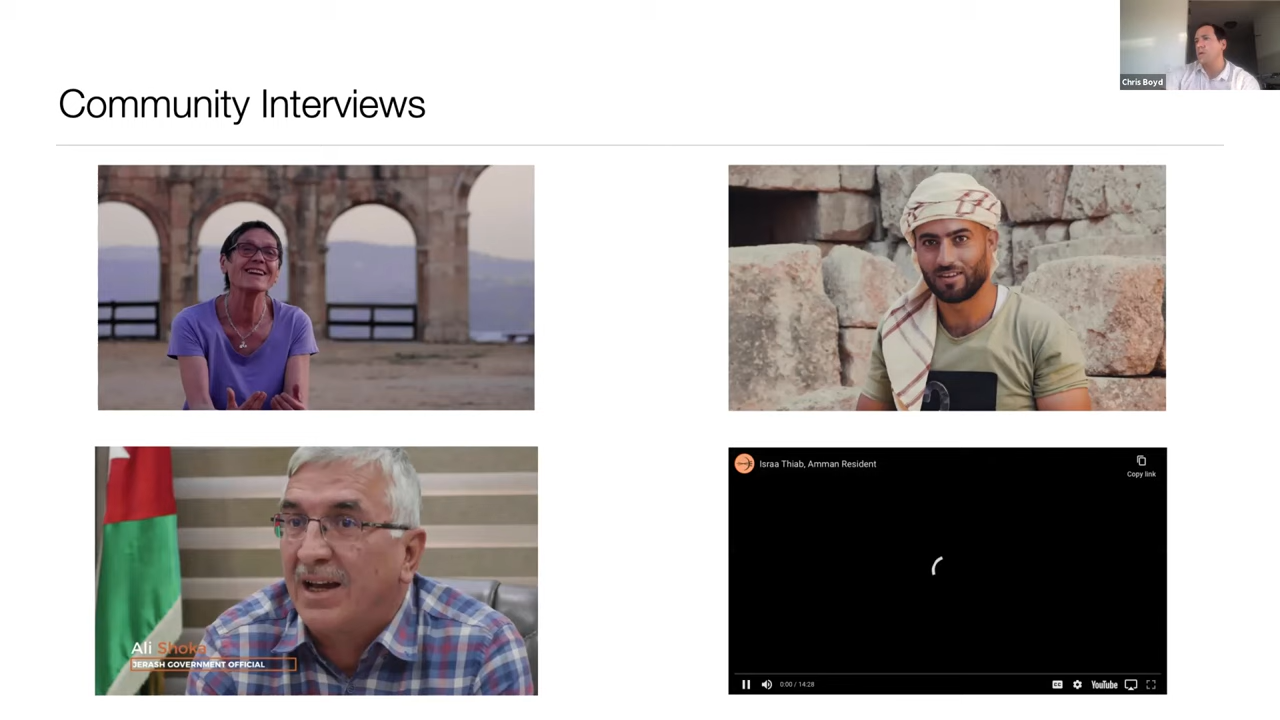 Chris Boyd
Community Interviews
Ali Shoka
JERASH GOVERNMENT OFFICIAL
Israa Thiab, Amman Resident
Copy link
0:00 / 14:28
CC
YouTube